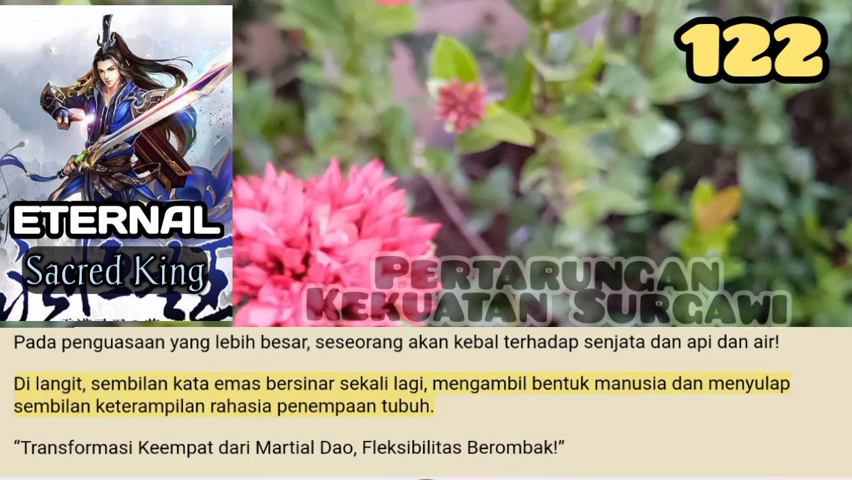 122
ETERNAL
Sacred King
PERTARUNGAN
KEKUATAN SURGAWI
Pada penguasaan yang lebih besar, seseorang akan kebal terhadap senjata dan api dan air!
Di langit, sembilan kata emas bersinar sekali lagi, mengambil bentuk manusia dan menyulap
sembilan keterampilan rahasia penempaan tubuh.
“Transformasi Keempat dari Martial Dao, Fleksibilitas Berombak!”